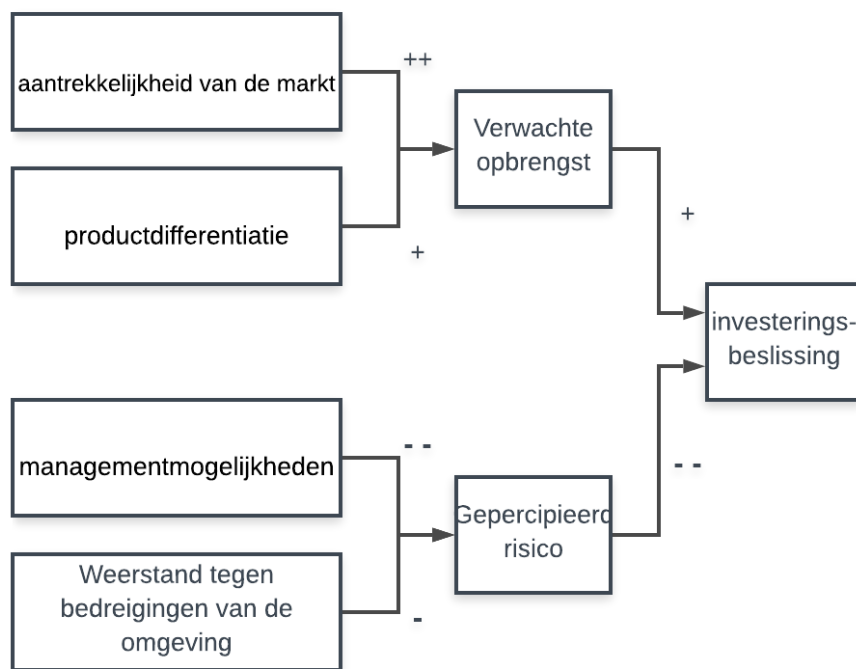 aantrekkelijkheid van de markt
++
productdifferentiatie
+
Verwachte
opbrengst
+
investerings-
beslissing
managementmogelijkheden
- -
Weerstand tegen
bedreigingen van de
omgeving
-
Gepercipieerd
risico
- -